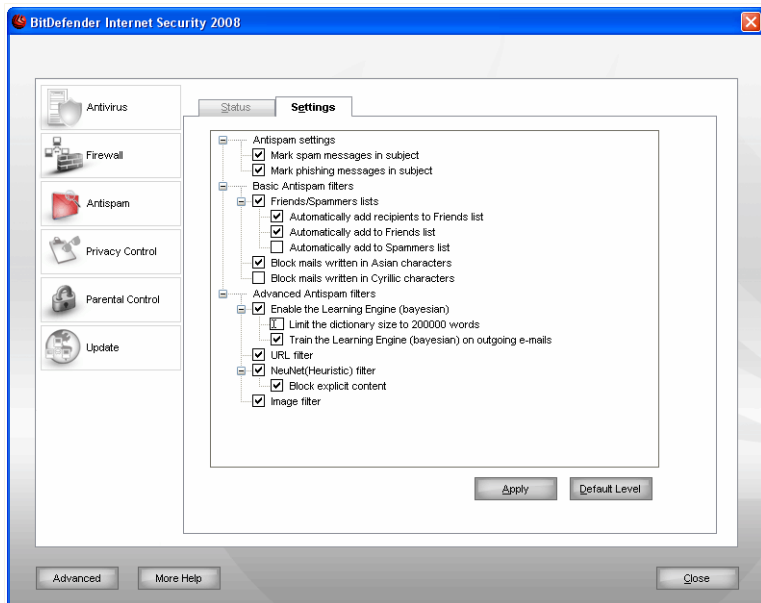 BitDefender Internet Security 2008
Antivirus
Firewall
Antispam
Privacy Control
Parental Control
Update
Status
Settings
Antispam settings
Mark spam messages in subject
Mark phishing messages in subject
Basic Antispam filters
Friends/Spammers lists
Automatically add recipients to Friends list
Automatically add to Friends list
Automatically add to Spammers list
Block mails written in Asian characters
Block mails written in Cyrillic characters
Advanced Antispam filters
Enable the Learning Engine (bayesian)
Limit the dictionary size to 200000 words
Train the Learning Engine (bayesian) on outgoing e-mails
URL filter
NeuNet(Heuristic) filter
Block explicit content
Image filter
Apply
Default Level
Advanced
More Help
Close